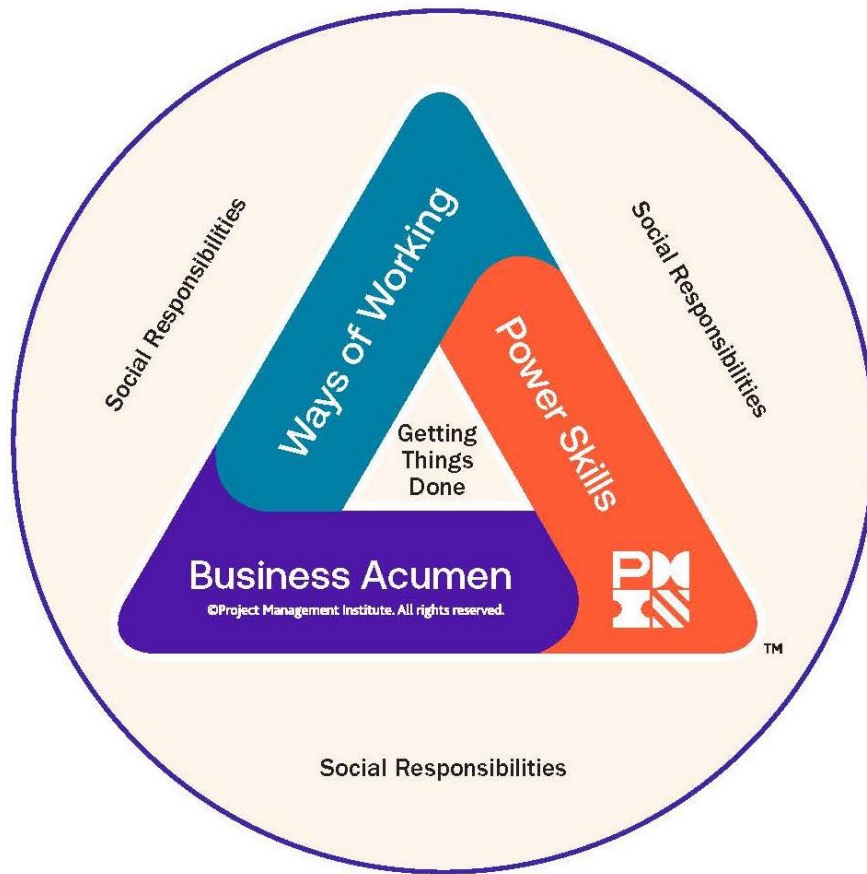 Social Responsibilities
Social Responsibilities
Ways of Working
Power Skills
Getting
Things
Done
Business Acumen
©Project Management Institute. All rights reserved.
TM
Social Responsibilities